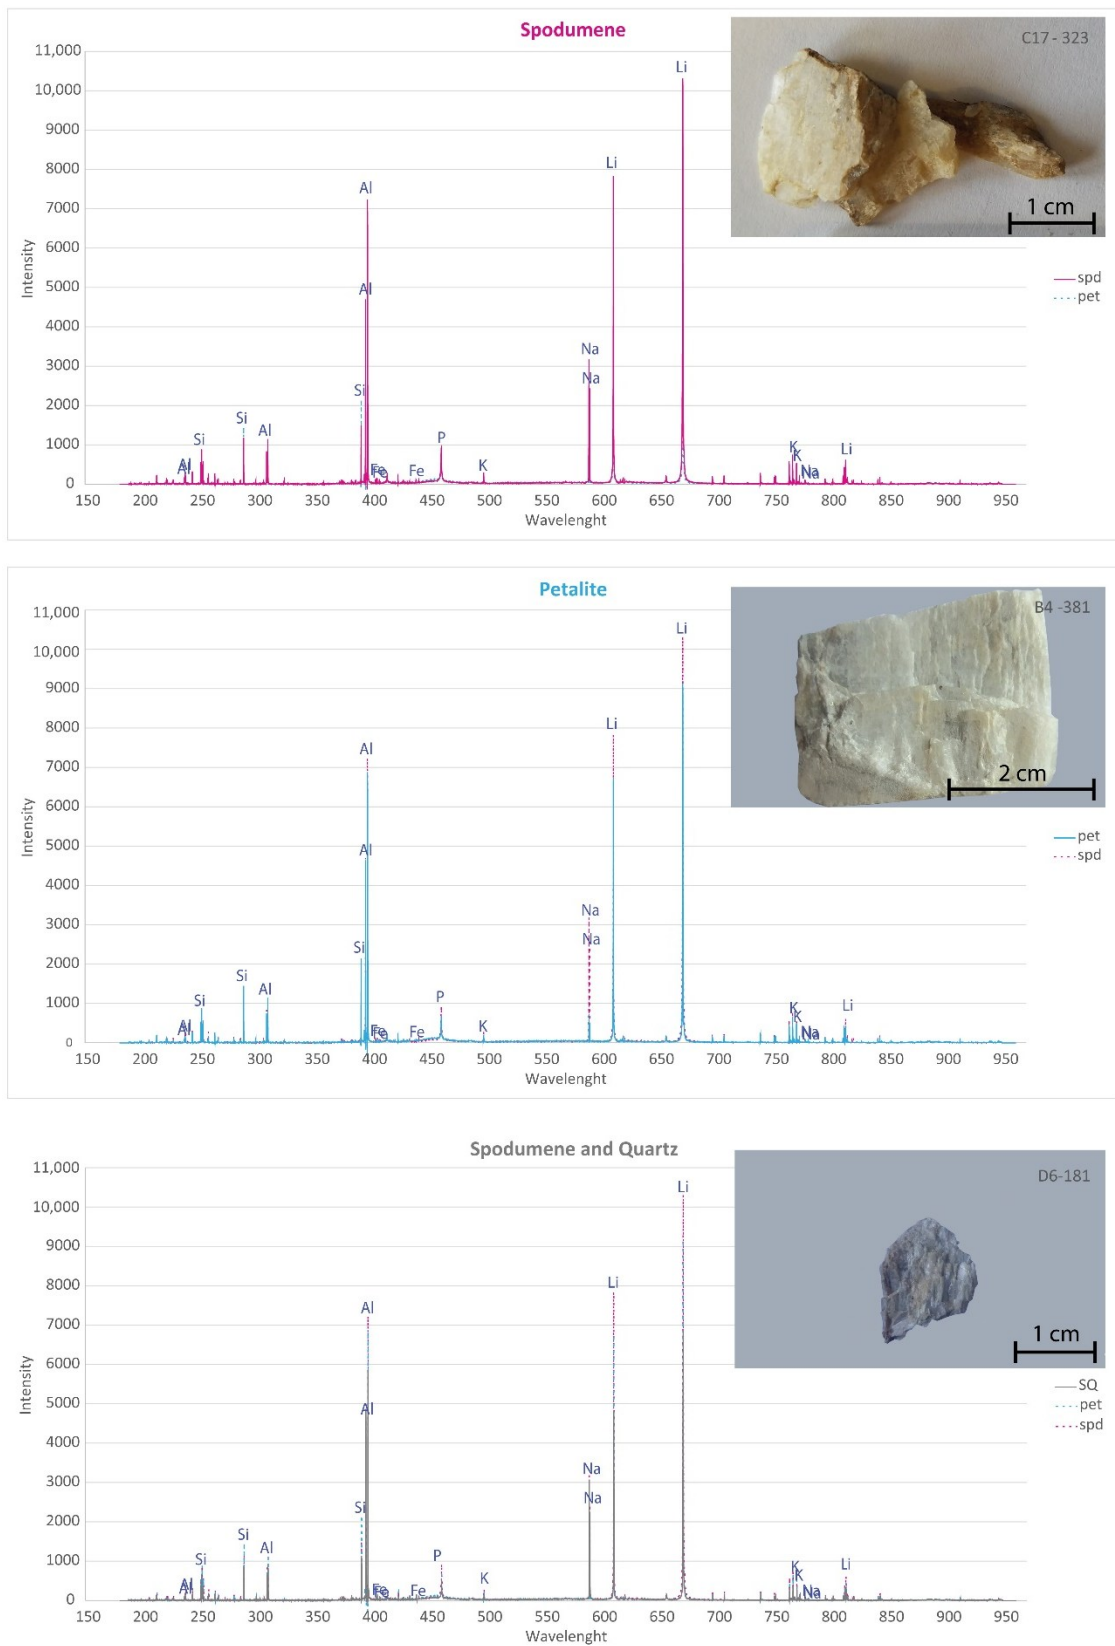 Spodumene
C17 - 323
1 cm
11,000
10,000
9000
8000
7000
6000
5000
4000
3000
2000
1000
0
Intensity
Li
Li
Al
Al
Na
Na
Si
Si
Si
Al
Al
Fe
Fe
P
K
K
K
Na
Li
spd
pet
150 200 250 300 350 400 450 500 550 600 650 700 750 800 850 900 950
Wavelenght
Petalite
B4 -381
2 cm
11,000
10,000
9000
8000
7000
6000
5000
4000
3000
2000
1000
0
Intensity
Li
Li
Al
Al
Na
Na
Si
Si
Si
Al
Al
Fe
Fe
P
K
K
K
Na
Li
pet
spd
150 200 250 300 350 400 450 500 550 600 650 700 750 800 850 900 950
Wavelenght
Spodumene and Quartz
D6-181
1 cm
11,000
10,000
9000
8000
7000
6000
5000
4000
3000
2000
1000
0
Intensity
Li
Li
Al
Al
Na
Na
Si
Si
Si
Al
Al
Fe
Fe
P
K
K
K
Na
Li
SQ
pet
spd
150 200 250 300 350 400 450 500 550 600 650 700 750 800 850 900 950
Wavelenght